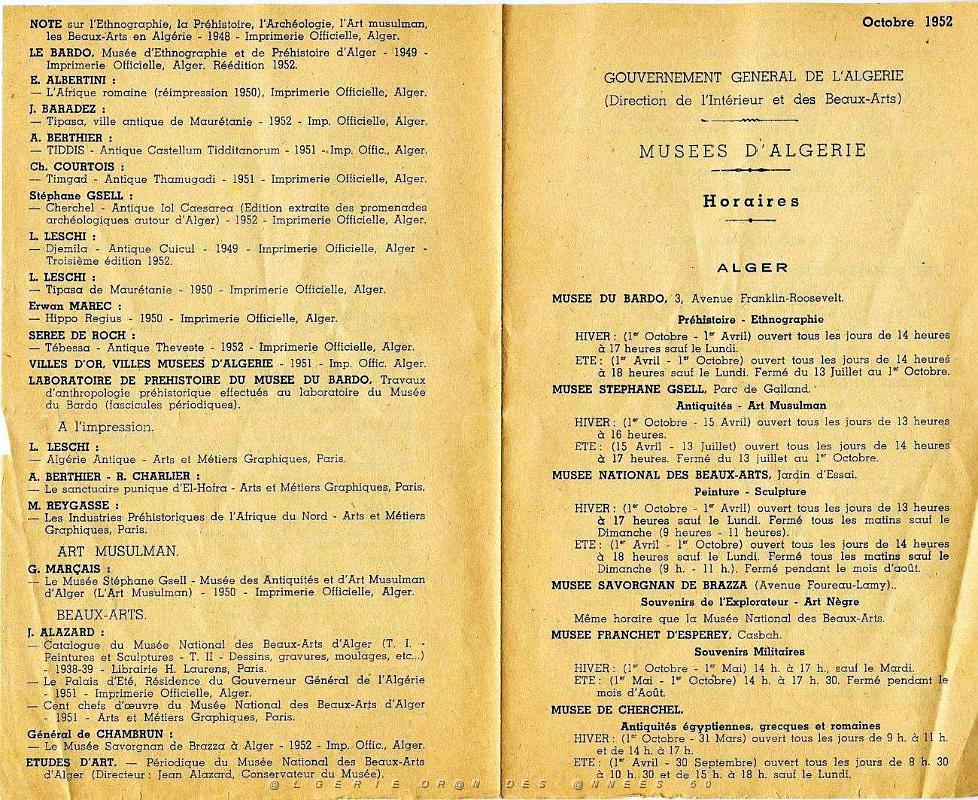 NOTE sur l'Ethnographie, la Préhistoire, l'Archéologie, l'Art musulman,
les Beaux-Arts en Algérie - 1948 - Imprimerie Officielle, Alger.
LE BARDO, Musée d'Ethnographie et de Préhistoire d'Alger - 1949 -
Imprimerie Officielle, Alger. Réédition 1952.
E. ALBERTINI :
— L'Afrique romaine (réimpression 1950), Imprimerie Officielle, Alger.
J. BARADEZ :
— Tipasa, ville antique de Maurétanie - 1952 - Imp. Officielle, Alger.
A. BERTHIER :
— TIDDIS - Antique Castellum Tidditanorum - 1951 - Imp. Offic., Alger.
Ch. COURTOIS :
— Timgad - Antique Thamugadi - 1951 - Imprimerie Officielle, Alger.
Stéphane GSELL :
— Cherchel - Antique Iol Caesarea (Edition extraite des promenades
archéologiques autour d'Alger) - 1952 - Imprimerie Officielle, Alger.
L. LESCHI :
— Djemila - Antique Cuicul - 1949 - Imprimerie Officielle, Alger -
Troisième édition 1952.
L. LESCHI :
— Tipasa de Maurétanie - 1950 - Imprimerie Officielle, Alger.
Erwan MAREC :
— Hippo Regius - 1950 - Imprimerie Officielle, Alger.
SEREE DE ROCH :
— Tébessa - Antique Theveste - 1952 - Imprimerie Officielle, Alger.
VILLES D'OR, VILLES MUSEES D'ALGERIE - 1951 - Imp. Offic. Alger.
LABORATOIRE DE PREHISTOIRE DU MUSEE DU BARDO, Travaux
d'anthropologie préhistorique effectués au laboratoire du Musée
du Bardo (fascicules périodiques).
A l'impression.
L. LESCHI :
— Algérie Antique - Arts et Métiers Graphiques, Paris.
A. BERTHIER - R. CHARLIER :
— Le sanctuaire punique d'El-Hofra - Arts et Métiers Graphiques, Paris.
M. REYGASSE :
— Les Industries Préhistoriques de l'Afrique du Nord - Arts et Métiers
Graphiques, Paris.
ART MUSULMAN.
G. MARÇAIS :
— Le Musée Stéphane Gsell - Musée des Antiquités et d'Art Musulman
d'Alger (L'Art Musulman) - 1950 - Imprimerie Officielle, Alger.
BEAUX-ARTS.
J. ALAZARD :
— Catalogue du Musée National des Beaux-Arts d'Alger (T. I. -
Peintures et Sculptures - T. II - Dessins, gravures, moulages, etc...)
- 1938-39 - Librairie H. Laurens, Paris.
— Le Palais d'Eté, Résidence du Gouverneur Général de l'Algérie
- 1951 - Imprimerie Officielle, Alger.
— Cent chefs d'œuvre du Musée National des Beaux-Arts d'Alger
- 1951 - Arts et Métiers Graphiques, Paris.
Général de CHAMBRUN :
— Le Musée Savorgnan de Brazza à Alger - 1952 - Imp. Offic., Alger.
ETUDES D'ART. — Périodique du Musée National des Beaux-Arts
d'Alger (Directeur : Jean Alazard, Conservateur du Musée).
Octobre 1952
GOUVERNEMENT GENERAL DE L'ALGERIE
(Direction de l'Intérieur et des Beaux-Arts)
MUSEES D'ALGERIE
Horaires
ALGER
MUSEE DU BARDO, 3, Avenue Franklin-Roosevelt.
Préhistoire - Ethnographie
HIVER : (1er Octobre - 1er Avril) ouvert tous les jours de 14 heures
à 17 heures sauf le Lundi.
ETE : (1er Avril - 1er Octobre) ouvert tous les jours de 14 heures
à 18 heures sauf le Lundi. Fermé du 13 Juillet au 1er Octobre.
MUSEE STEPHANE GSELL, Parc de Galland.
Antiquités - Art Musulman
HIVER : (1er Octobre - 15 Avril) ouvert tous les jours de 13 heures
à 16 heures.
ETE : (15 Avril - 13 Juillet) ouvert tous les jours de 14 heures
à 17 heures. Fermé du 13 juillet au 1er Octobre.
MUSEE NATIONAL DES BEAUX-ARTS, Jardin d'Essai.
Peinture - Sculpture
HIVER : (1er Octobre - 1er Avril) ouvert tous les jours de 13 heures
à 17 heures sauf le Lundi. Fermé tous les matins sauf le
Dimanche (9 heures - 11 heures).
ETE : (1er Avril - 1er Octobre) ouvert tous les jours de 14 heures
à 18 heures sauf le Lundi. Fermé tous les matins sauf le
Dimanche (9 h. - 11 h.). Fermé pendant le mois d'août.
MUSEE SAVORGNAN DE BRAZZA (Avenue Foureau-Lamy)..
Souvenirs de l'Explorateur - Art Nègre
Même horaire que la Musée National des Beaux-Arts.
MUSEE FRANCHET D'ESPEREY, Casbah.
Souvenirs Militaires
HIVER : (1er Octobre - 1er Mai) 14 h. à 17 h., sauf le Mardi.
ETE : (1er Mai - 1er Octobre) 14 h. à 17 h. 30. Fermé pendant le
mois d'Août.
MUSEE DE CHERCHEL.
Antiquités égyptiennes, grecques et romaines
HIVER : (1er Octobre - 31 Mars) ouvert tous les jours de 9 h. à 11 h.
et de 14 h. à 17 h.
ETE : (1er Avril - 30 Septembre) ouvert tous les jours de 8 h. 30
à 10 h. 30 et de 15 h. à 18 h. sauf le Lundi.
@LGERIE OR@N DES @NNEES 50